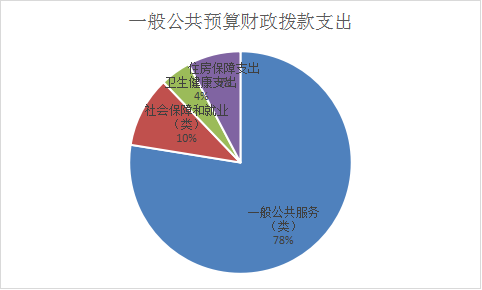 一般公共预算财政拨款支出
住房保障支出
卫生健康支出
4%
社会保障和就业
（类）
10%
一般公共服务
（类）
78%